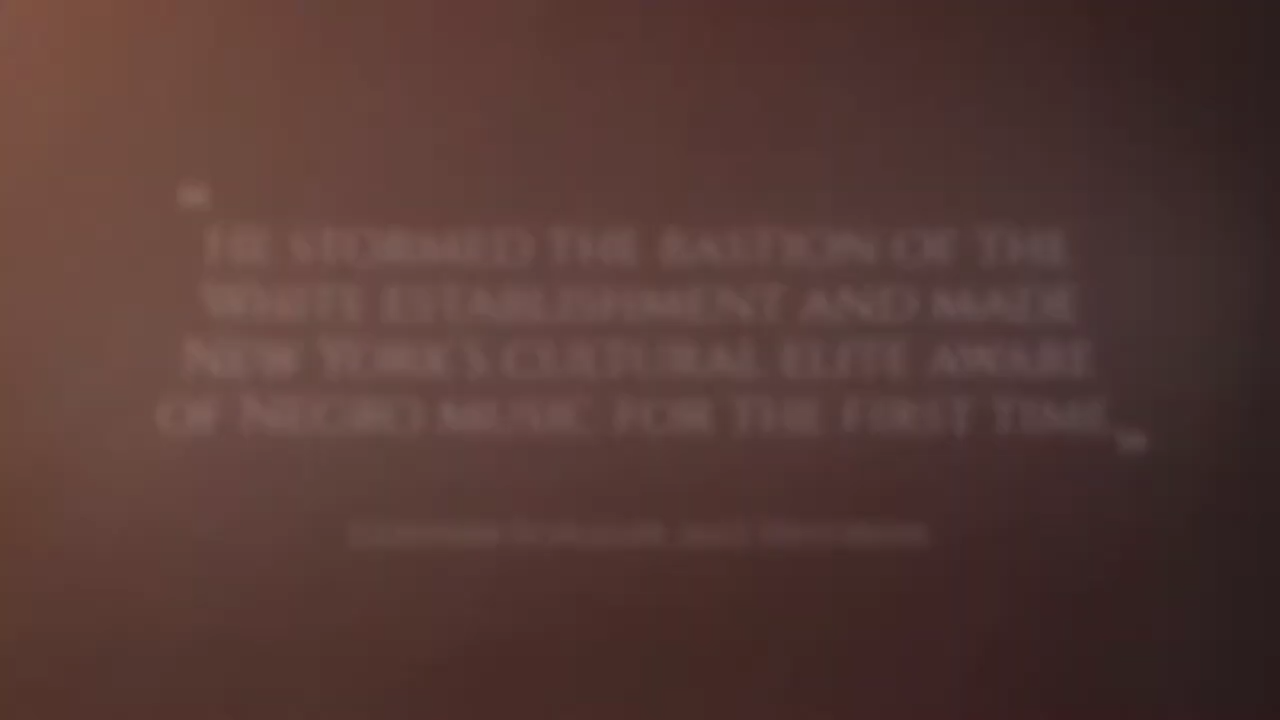 "HE STORMED THE BASTION OF THE
WHITE ESTABLISHMENT AND MADE
NEW YORK'S CULTURAL ELITE AWARE
OF NEGRO MUSIC FOR THE FIRST TIME."